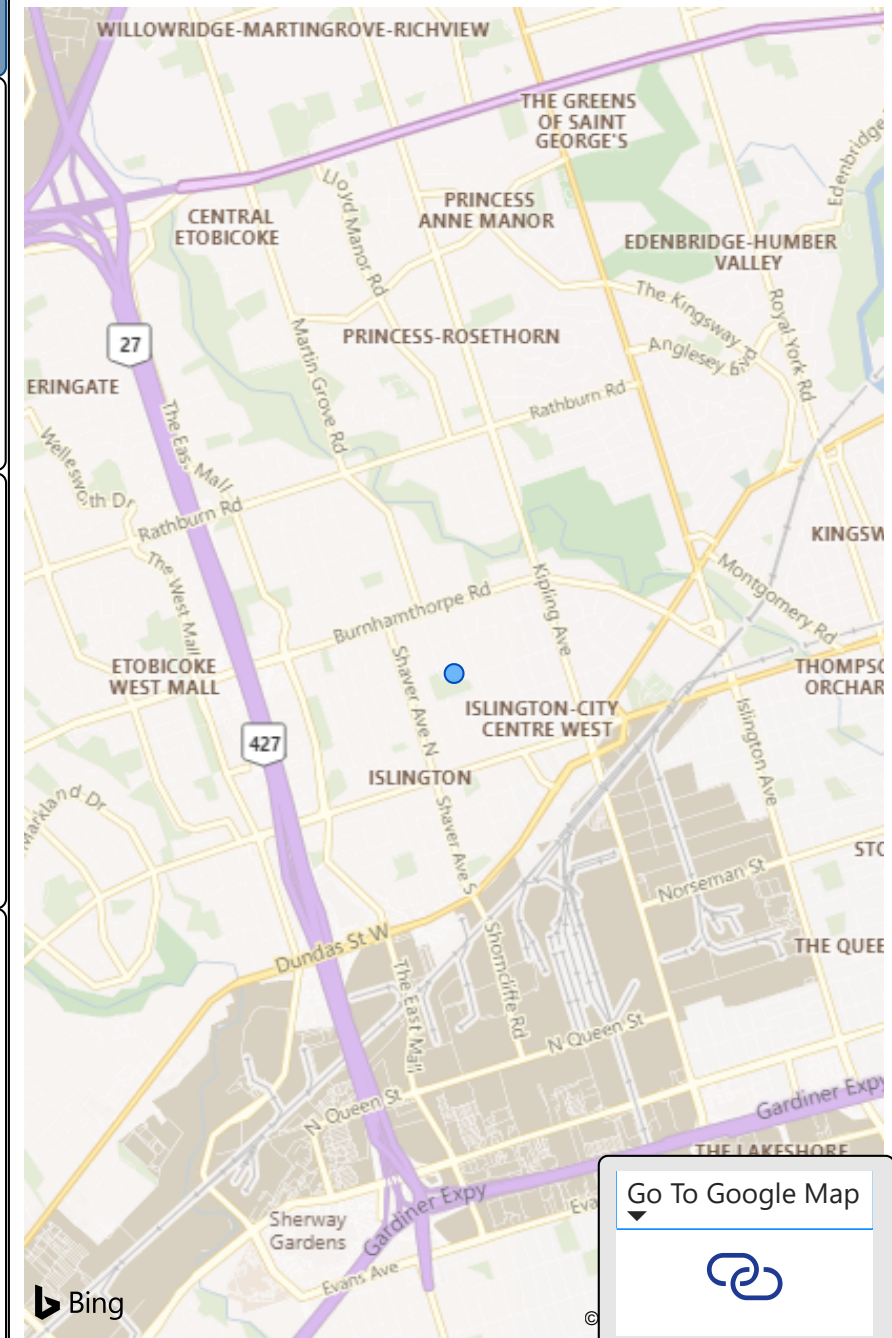 WILLOWRIDGE-MARTINGROVE-RICHVIEW
THE GREENS
OF SAINT
GEORGE'S
Edenbridge
Lloyd Manor Rd
PRINCESS
ANNE MANOR
CENTRAL
ETOBICOKE
EDENBRIDGE-HUMBER
VALLEY
The Kingsway
Royal York Rd
27
Martin Grove Rd
PRINCESS-ROSETHORN
Anglesey Blvd
ERINGATE
Rathburn Rd
The East Mall
Wellesworth Dr
Rathburn Rd
KINGSW
The West Mall
Kipling Ave
Montgomery Rd
Burnhamthorpe Rd
ETOBICOKE
WEST MALL
Shaver Ave N
THOMPSO
ORCHAR
ISLINGTON-CITY
CENTRE WEST
Islington Ave
427
ISLINGTON
Markland Dr
Shaver Ave S
STO
Norseman St
Dundas St W
Shorncliffe Rd
THE QUEE
The East Mall
N Queen St
N Queen St
Gardiner Expy
THE LAKESHORE
Gardiner Expy
Go To Google Map
Eva
Sherway
Gardens
Evans Ave
Bing
©